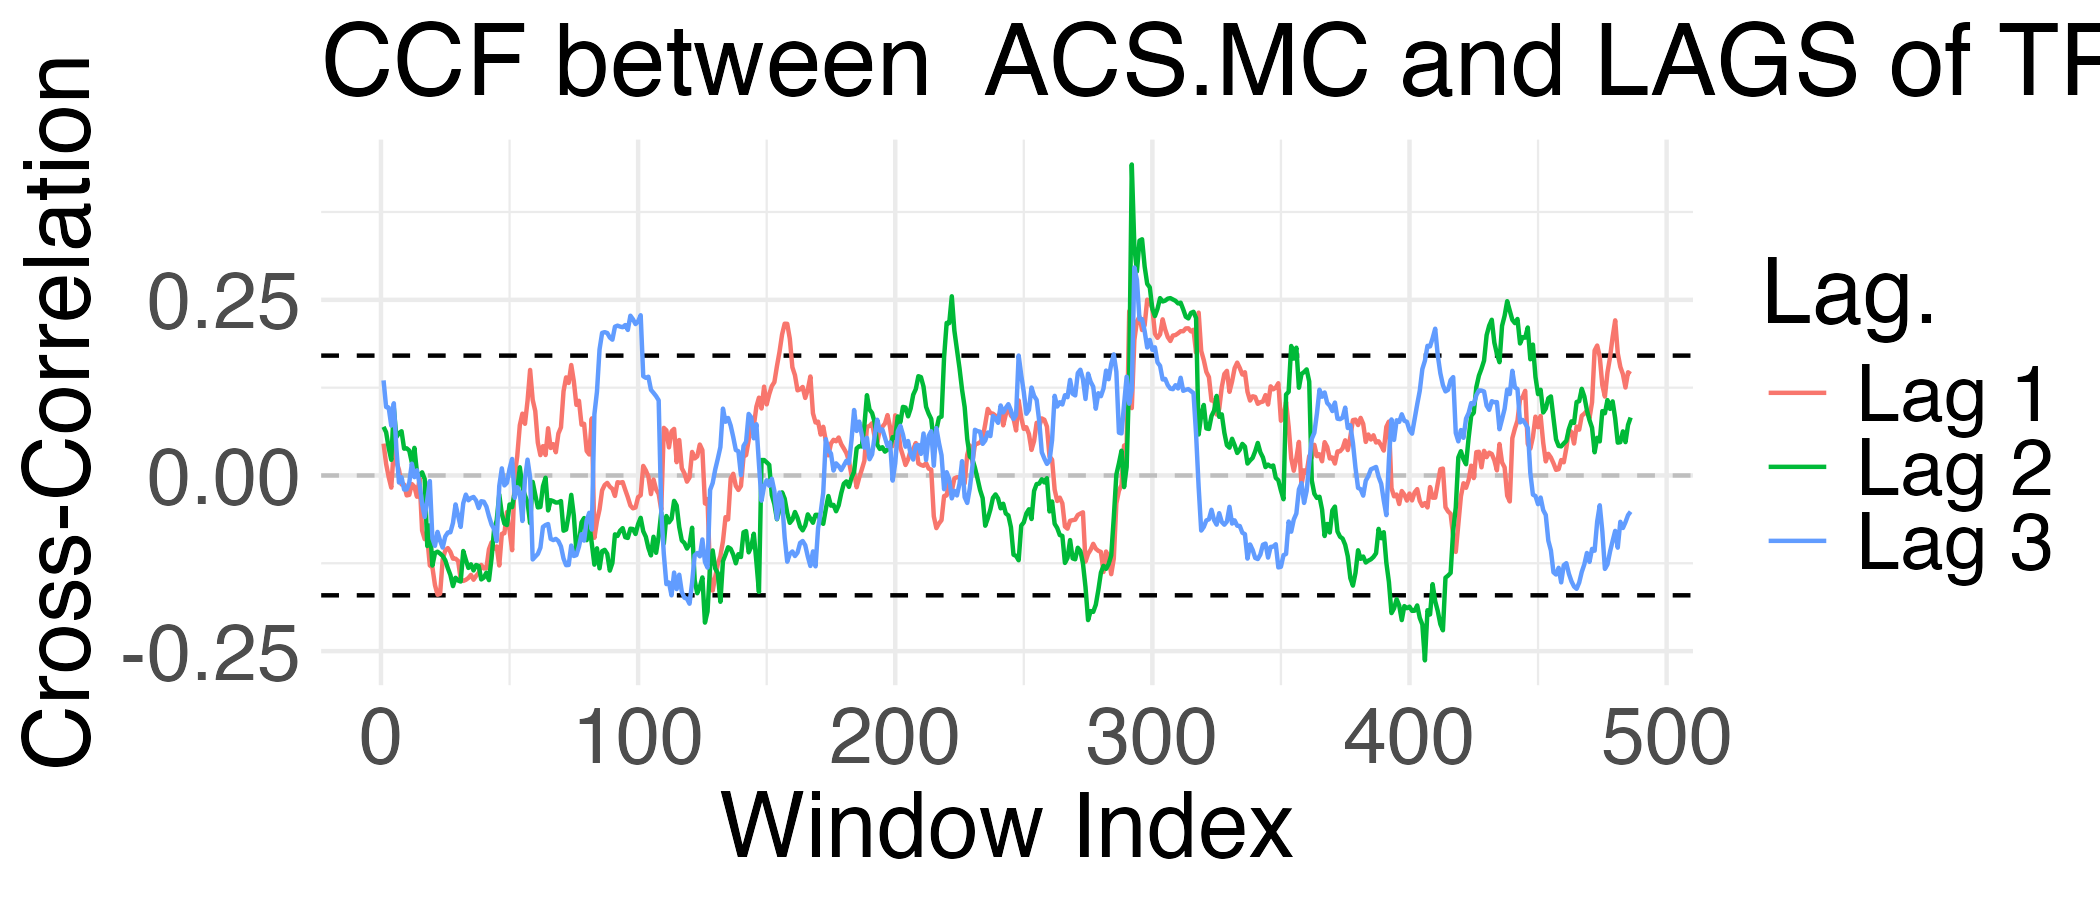 CCF between  ACS.MC and LAGS of
Cross-Correlation
0.25
0.00
-0.25
0 100 200 300 400 500
Window Index
Lag.
Lag 1
Lag 2
Lag 3